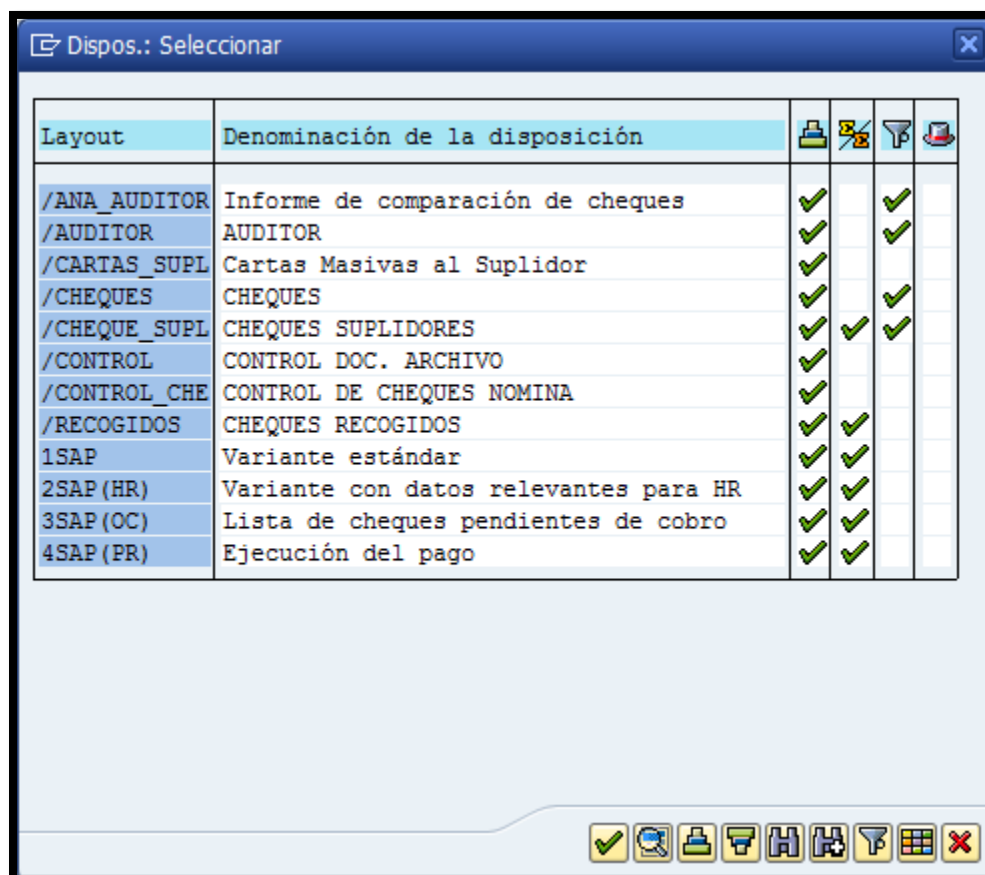 Dispos.: Seleccionar
Layout Denominación de la disposición
/ANA_AUDITOR Informe de comparación de cheques
/AUDITOR AUDITOR
/CARTAS_SUPL Cartas Masivas al Suplidor
/CHEQUES CHEQUES
/CHEQUE_SUPL CHEQUES SUPLIDORES
/CONTROL CONTROL DOC. ARCHIVO
/CONTROL_CHE CONTROL DE CHEQUES NOMINA
/RECOGIDOS CHEQUES RECOGIDOS
1SAP Variante estándar
2SAP(HR) Variante con datos relevantes para HR
3SAP(OC) Lista de cheques pendientes de cobro
4SAP(PR) Ejecución del pago